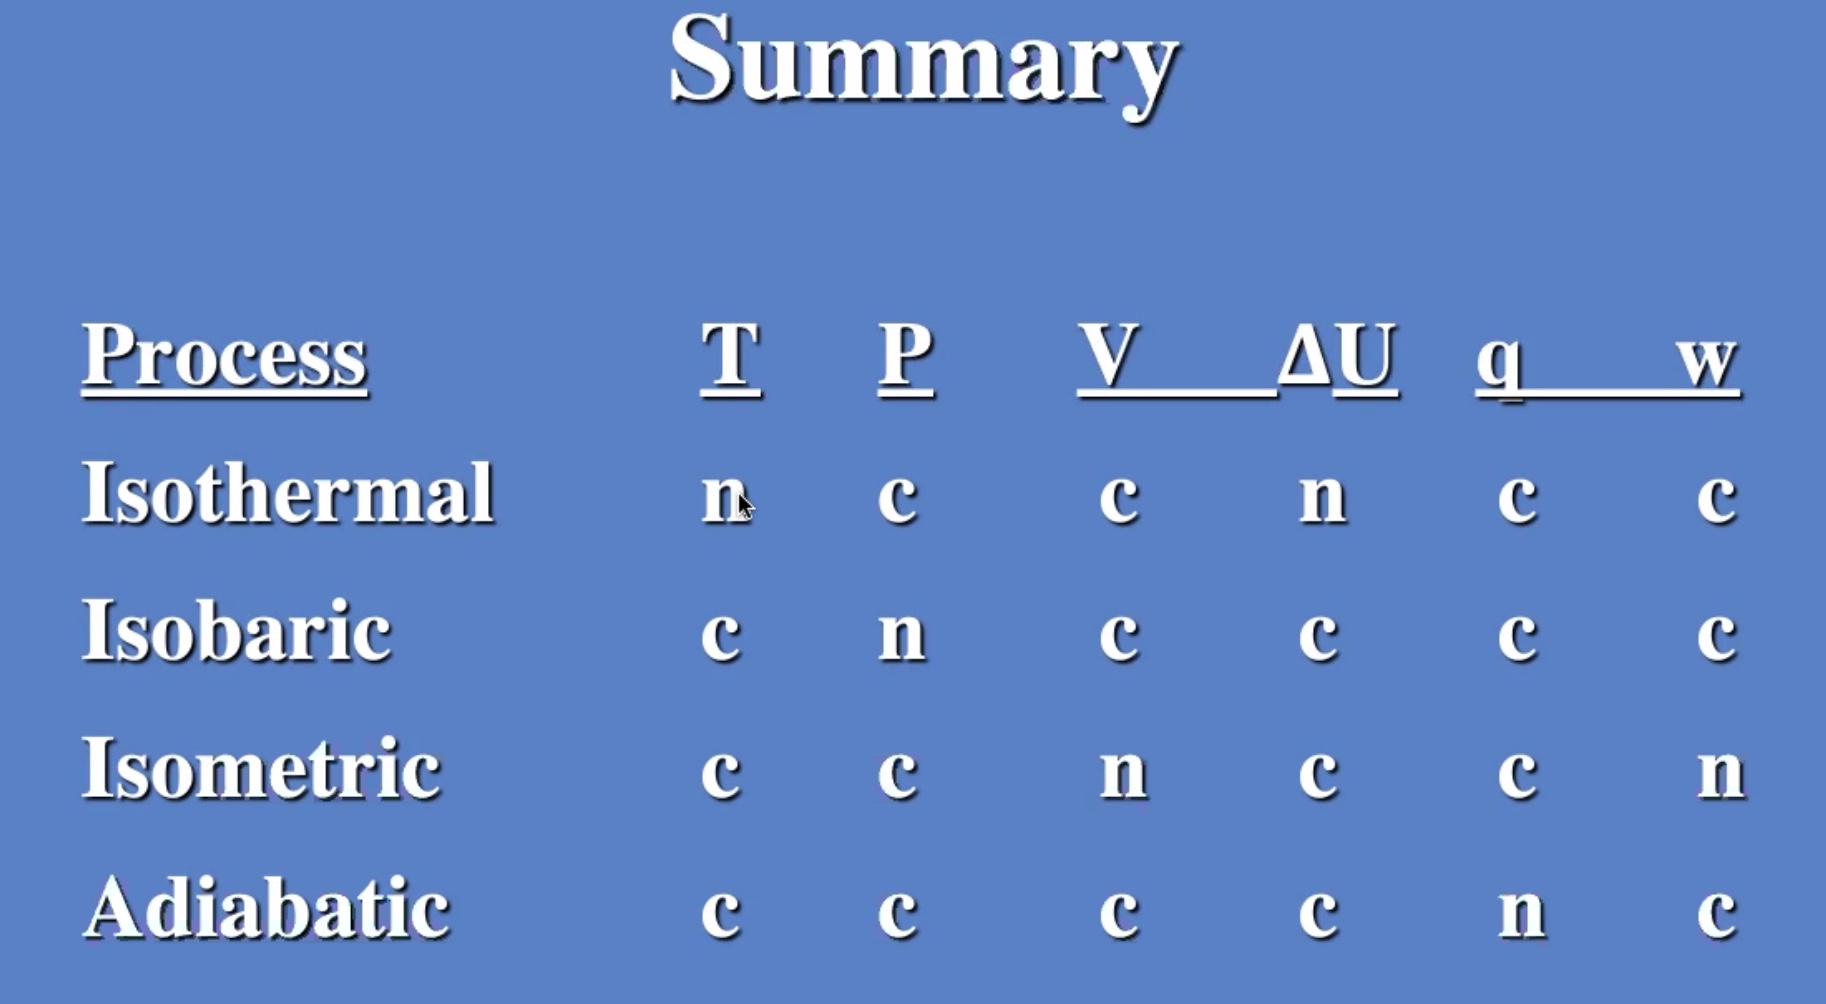 Summary
Process T P V ΔU q w
Isothermal n c c n c c
Isobaric c n c c c c
Isometric c c n c c n
Adiabatic c c c c n c